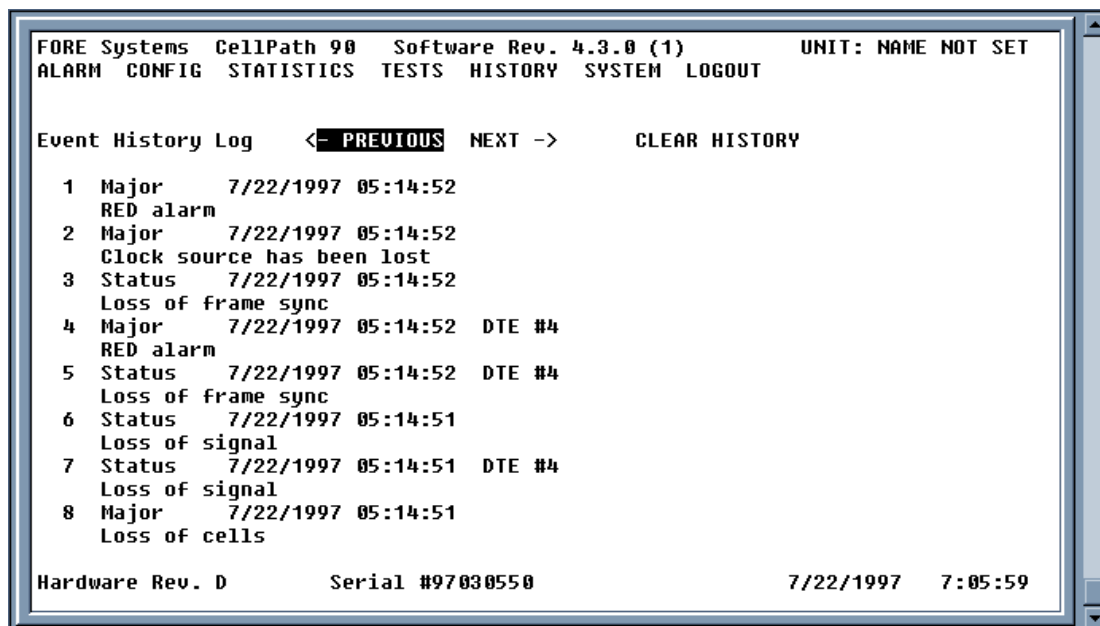 FORE Systems  CellPath 90   Software Rev. 4.3.0 (1)         UNIT: NAME NOT SET
ALARM  CONFIG  STATISTICS  TESTS  HISTORY  SYSTEM  LOGOUT
Event History Log    <- PREVIOUS  NEXT ->      CLEAR HISTORY
1  Major     7/22/1997 05:14:52
RED alarm
2  Major     7/22/1997 05:14:52
Clock source has been lost
3  Status    7/22/1997 05:14:52
Loss of frame sync
4  Major     7/22/1997 05:14:52  DTE #4
RED alarm
5  Status    7/22/1997 05:14:52  DTE #4
Loss of frame sync
6  Status    7/22/1997 05:14:51
Loss of signal
7  Status    7/22/1997 05:14:51  DTE #4
Loss of signal
8  Major     7/22/1997 05:14:51
Loss of cells
Hardware Rev. D        Serial #97030550                    7/22/1997   7:05:59